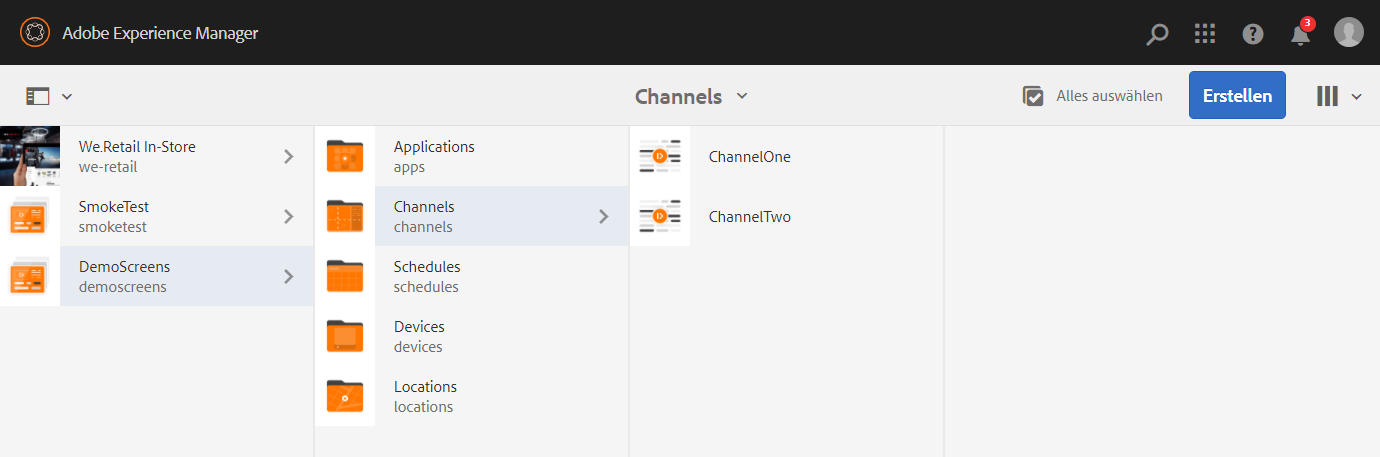 Adobe Experience Manager
3
Channels
Alles auswählen
Erstellen
We.Retail In-Store
we-retail
SmokeTest
smoketest
DemoScreens
demoscreens
Applications
apps
Channels
channels
Schedules
schedules
Devices
devices
Locations
locations
ChannelOne
ChannelTwo